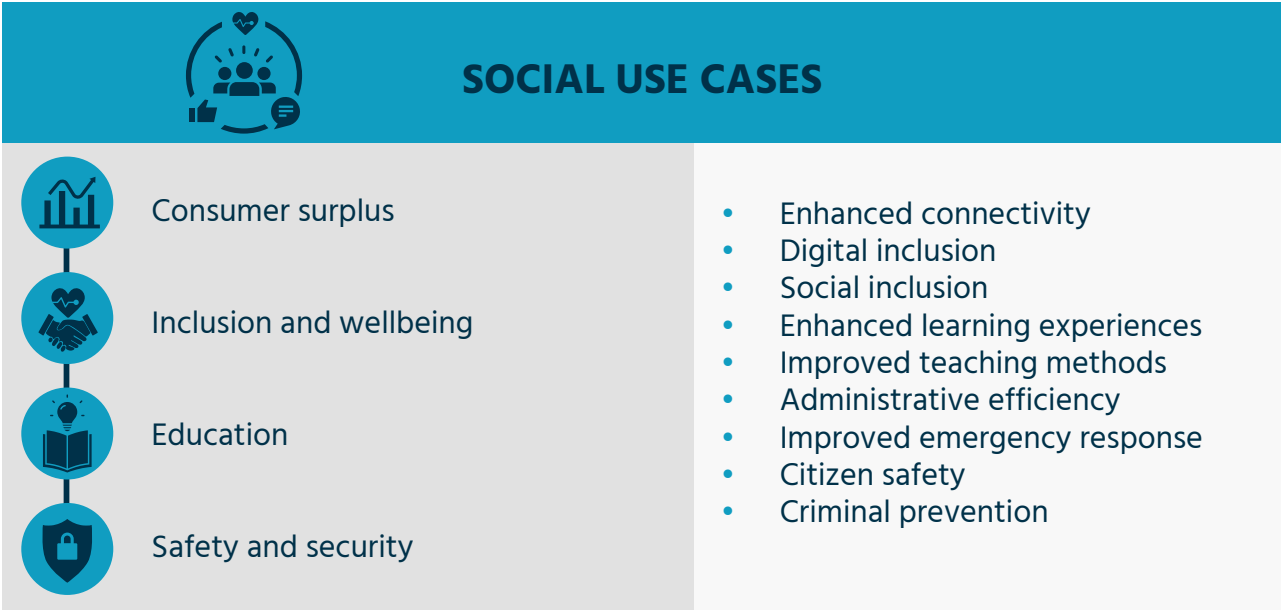 SOCIAL USE CASES
Consumer surplus
Inclusion and wellbeing
Education
Safety and security
• Enhanced connectivity
• Digital inclusion
• Social inclusion
• Enhanced learning experiences
• Improved teaching methods
• Administrative efficiency
• Improved emergency response
• Citizen safety
• Criminal prevention